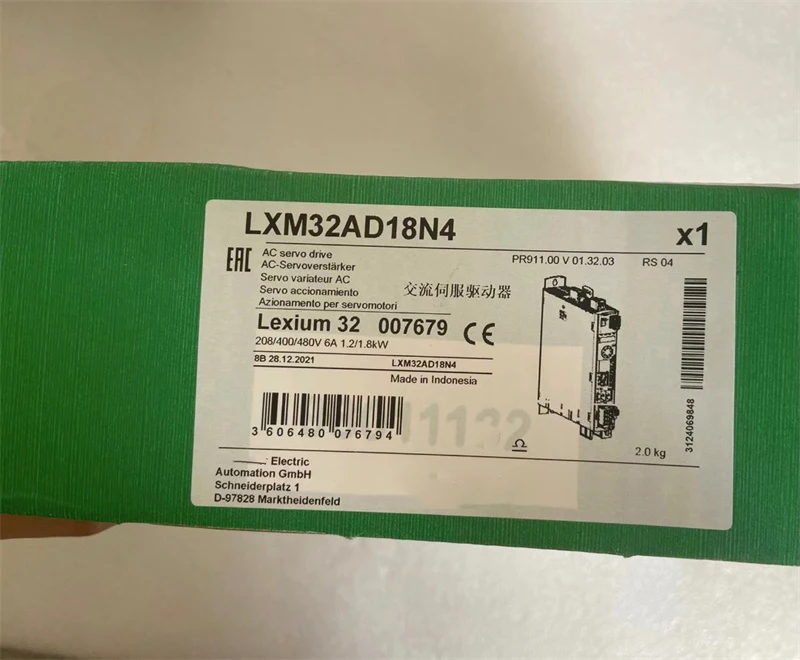 LXM32AD18N4
x1
EAC
AC servo drive
AC-Servoverstärker
Servo variateur AC
Servo accionamiento
Azionamento per servomotori
交流伺服驱动器
PR911.00 V 01.32.03 RS 04
Lexium 32 007679 CE
208/400/480V 6A 1.2/1.8kW
8B 28.12.2021 LXM32AD18N4
Made in Indonesia
3 606480 076794
2.0 kg
3124069848
Electric
Automation GmbH
Schneiderplatz 1
D-97828 Marktheidenfeld